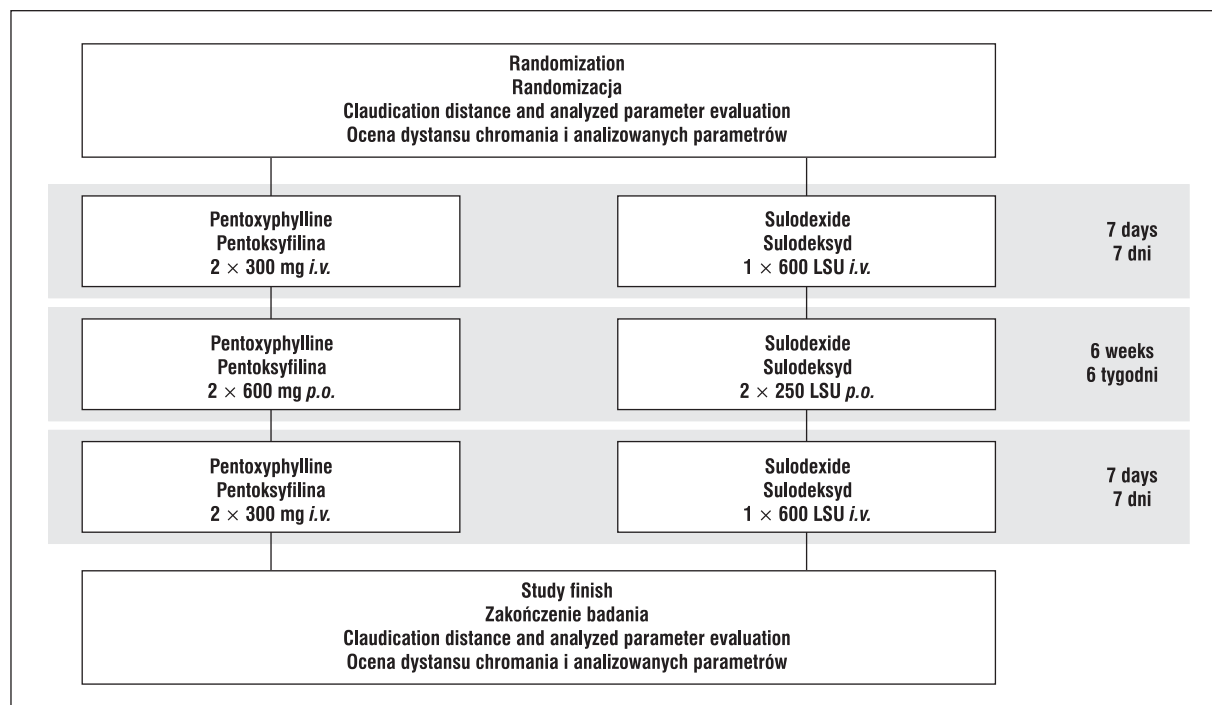 Randomization
Randomizacja
Claudication distance and analyzed parameter evaluation
Ocena dystansu chromania i analizowanych parametrów
Pentoxyphylline
Pentoksyfilina
2 × 300 mg i.v.
Sulodexide
Sulodeksyd
1 × 600 LSU i.v.
7 days
7 dni
Pentoxyphylline
Pentoksyfilina
2 × 600 mg p.o.
Sulodexide
Sulodeksyd
2 × 250 LSU p.o.
6 weeks
6 tygodni
Pentoxyphylline
Pentoksyfilina
2 × 300 mg i.v.
Sulodexide
Sulodeksyd
1 × 600 LSU i.v.
7 days
7 dni
Study finish
Zakończenie badania
Claudication distance and analyzed parameter evaluation
Ocena dystansu chromania i analizowanych parametrów